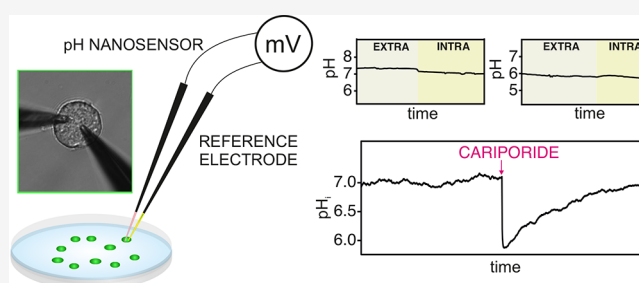 pH NANOSENSOR
mV
REFERENCE
ELECTRODE
EXTRA INTRA
pH
8
7
6
time
EXTRA
pH
7
6
5
time
CARIPORIDE
pHi
7.0
6.5
6.0
time